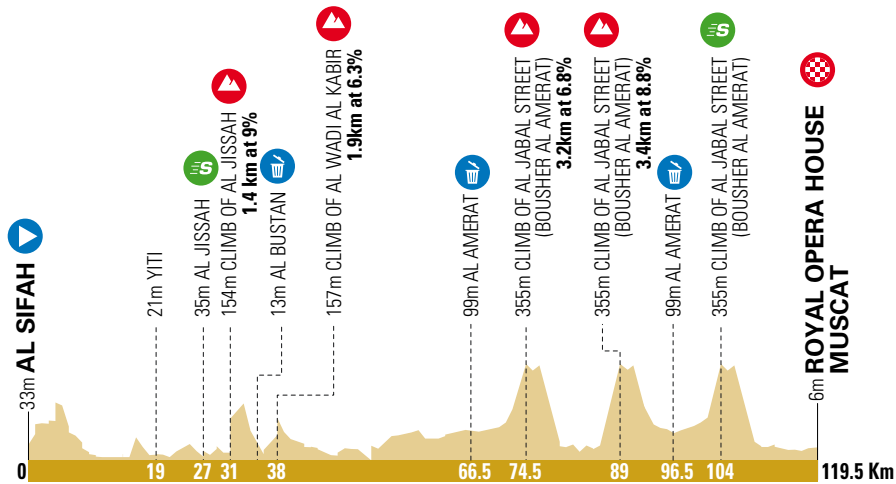 33m AL SIFAH
21m YITI
35m AL JISSAH
S
154m CLIMB OF AL JISSAH
1.4 km at 9%
13m AL BUSTAN
157m CLIMB OF AL WADI AL KABIR
1.9km at 6.3%
99m AL AMERAT
355m CLIMB OF AL JABAL STREET
(BOUSHER AL AMERAT)
3.2km at 6.8%
355m CLIMB OF AL JABAL STREET
(BOUSHER AL AMERAT)
3.4km at 8.8%
99m AL AMERAT
S
355m CLIMB OF AL JABAL STREET
(BOUSHER AL AMERAT)
6m ROYAL OPERA HOUSE
MUSCAT
0 19 27 31 38 66.5 74.5 89 96.5 104 119.5 Km